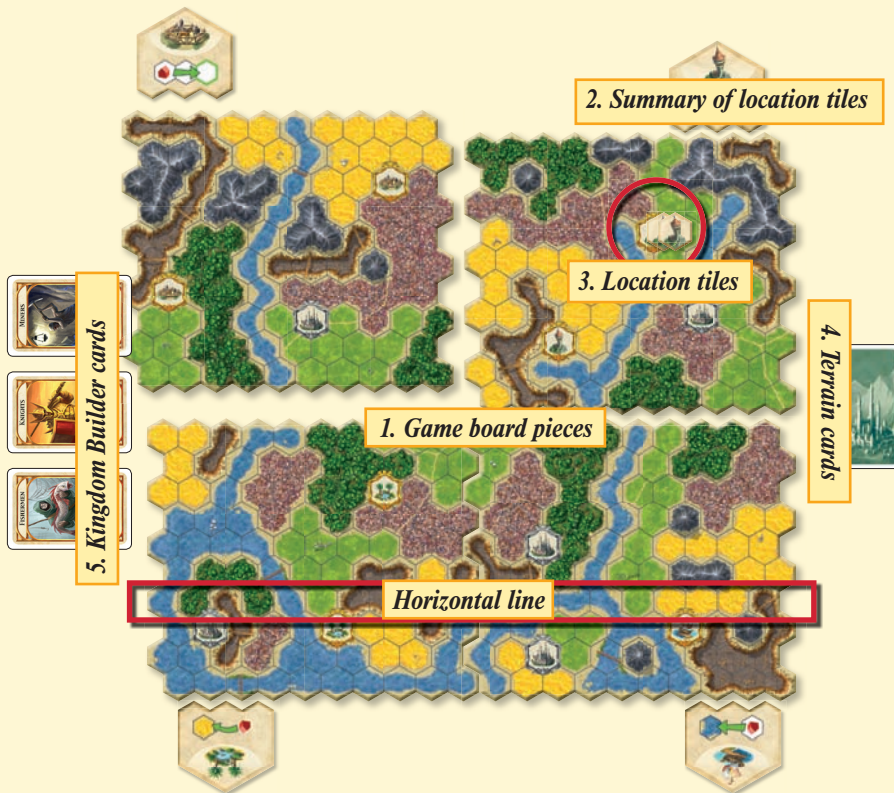 2. Summary of location tiles
3. Location tiles
MINERS
KNIGHTS
FISHERMEN
5. Kingdom Builder cards
4. Terrain cards
1. Game board pieces
Horizontal line